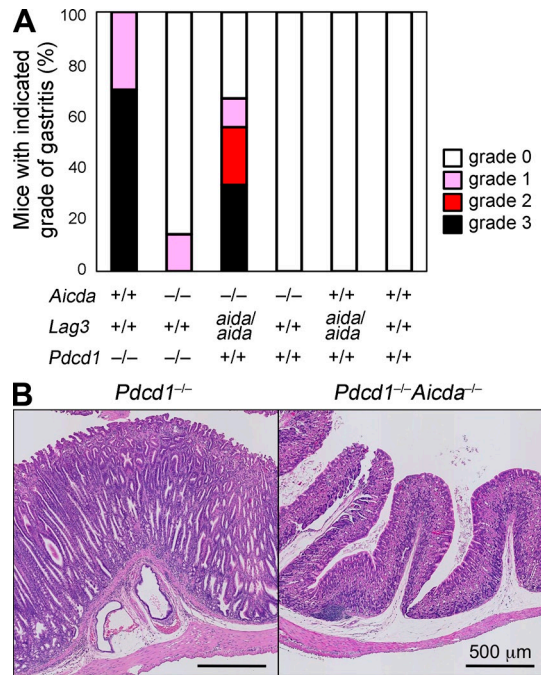 A
Mice with indicated
grade of gastritis (%)
100
80
60
40
20
0
grade 0
grade 1
grade 2
grade 3
Aicda +/+ –/– –/– –/– +/+ +/+
Lag3 +/+ +/+ aida/aida +/+ aida/aida +/+
Pdcd1 –/– –/– +/+ +/+ +/+ +/+
B
Pdcd1–/–
Pdcd1–/–Aicda–/–
500 μm